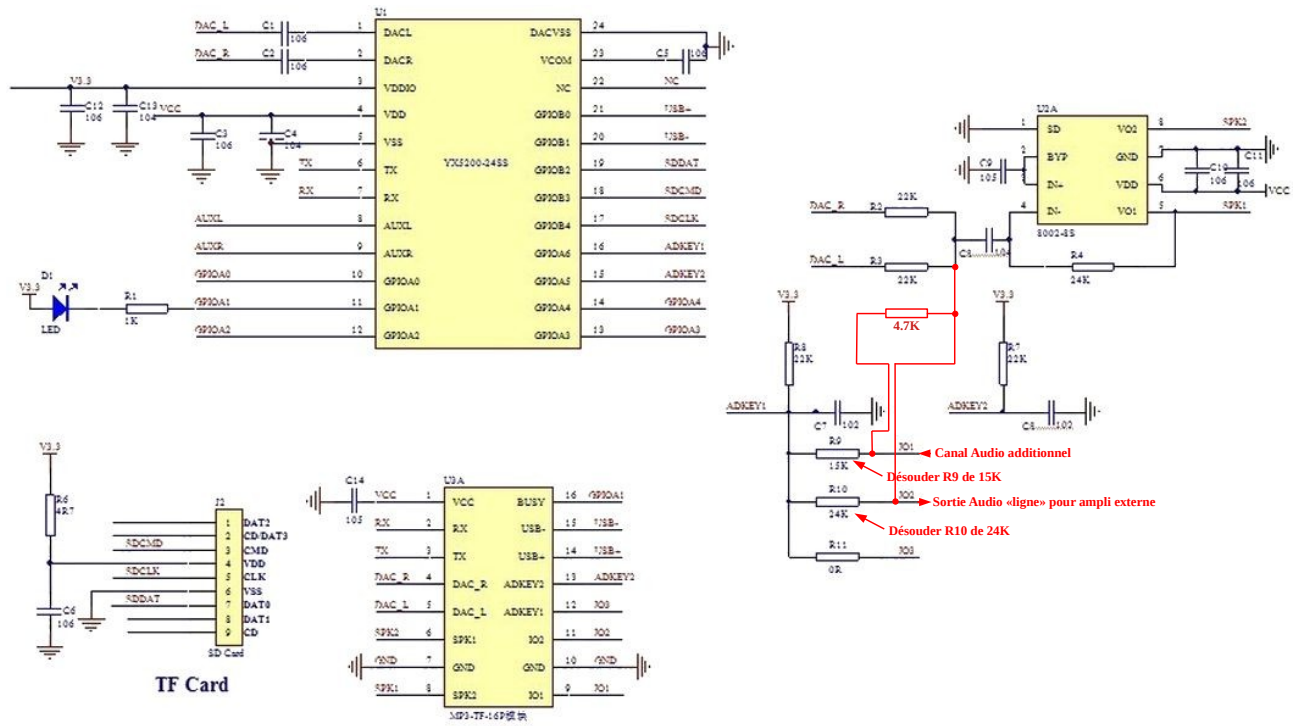 U1
DAC_L C1 106 1 DACL DACVSS 24
DAC_R C2 106 2 DACR VCOM 23 C5 106
V3.3 3 VDDIO NC 22 NC
C12 106 C13 104 VCC 4 VDD GPIOB0 21 USB+
C3 106 C4 104 5 VSS GPIOB1 20 USB-
TX 6 TX YX5200-24SS GPIOB2 19 SDDAT
RX 7 RX GPIOB3 18 SDCMD
AUXL 8 AUXL GPIOB4 17 SDCLK
AUXR 9 AUXR GPIOA6 16 ADKEY1
GPIOA0 10 GPIOA0 GPIOA5 15 ADKEY2
D1 V3.3 LED R1 1K GPIOA1 11 GPIOA1 GPIOA4 14 GPIOA4
GPIOA2 12 GPIOA2 GPIOA3 13 GPIOA3
U2A
1 SD VO2 8 SPK2
C9 105 2 BYP GND 7 C10 106 C11 106
3 IN+ VDD 6 VCC
4 IN- VO1 5 SPK1
8002-8S
DAC_R R2 22K
C8 104 R4 24K
DAC_L R3 22K
4.7K
V3.3 V3.3
R8 22K R7 22K
ADKEY1 C7 102 ADKEY2 C8 102
R9 15K IO1 Canal Audio additionnel
Désouder R9 de 15K
R10 24K IO2 Sortie Audio «ligne» pour ampli externe
Désouder R10 de 24K
R11 0R IO3
V3.3
R6 4R7
C6 106
J2
1 DAT2
2 CD/DAT3
SDCMD 3 CMD
4 VDD
SDCLK 5 CLK
6 VSS
SDDAT 7 DAT0
8 DAT1
9 CD
SD Card
TF Card
U3A
C14 105 VCC 1 VCC BUSY 16 GPIOA1
RX 2 RX USB- 15 USB-
TX 3 TX USB+ 14 USB+
DAC_R 4 DAC_R ADKEY2 13 ADKEY2
DAC_L 5 DAC_L ADKEY1 12 IO3
SPK2 6 SPK1 IO2 11 IO2
GND 7 GND GND 10 GND
SPK1 8 SPK2 IO1 9 IO1
MP3-TF-16P模块